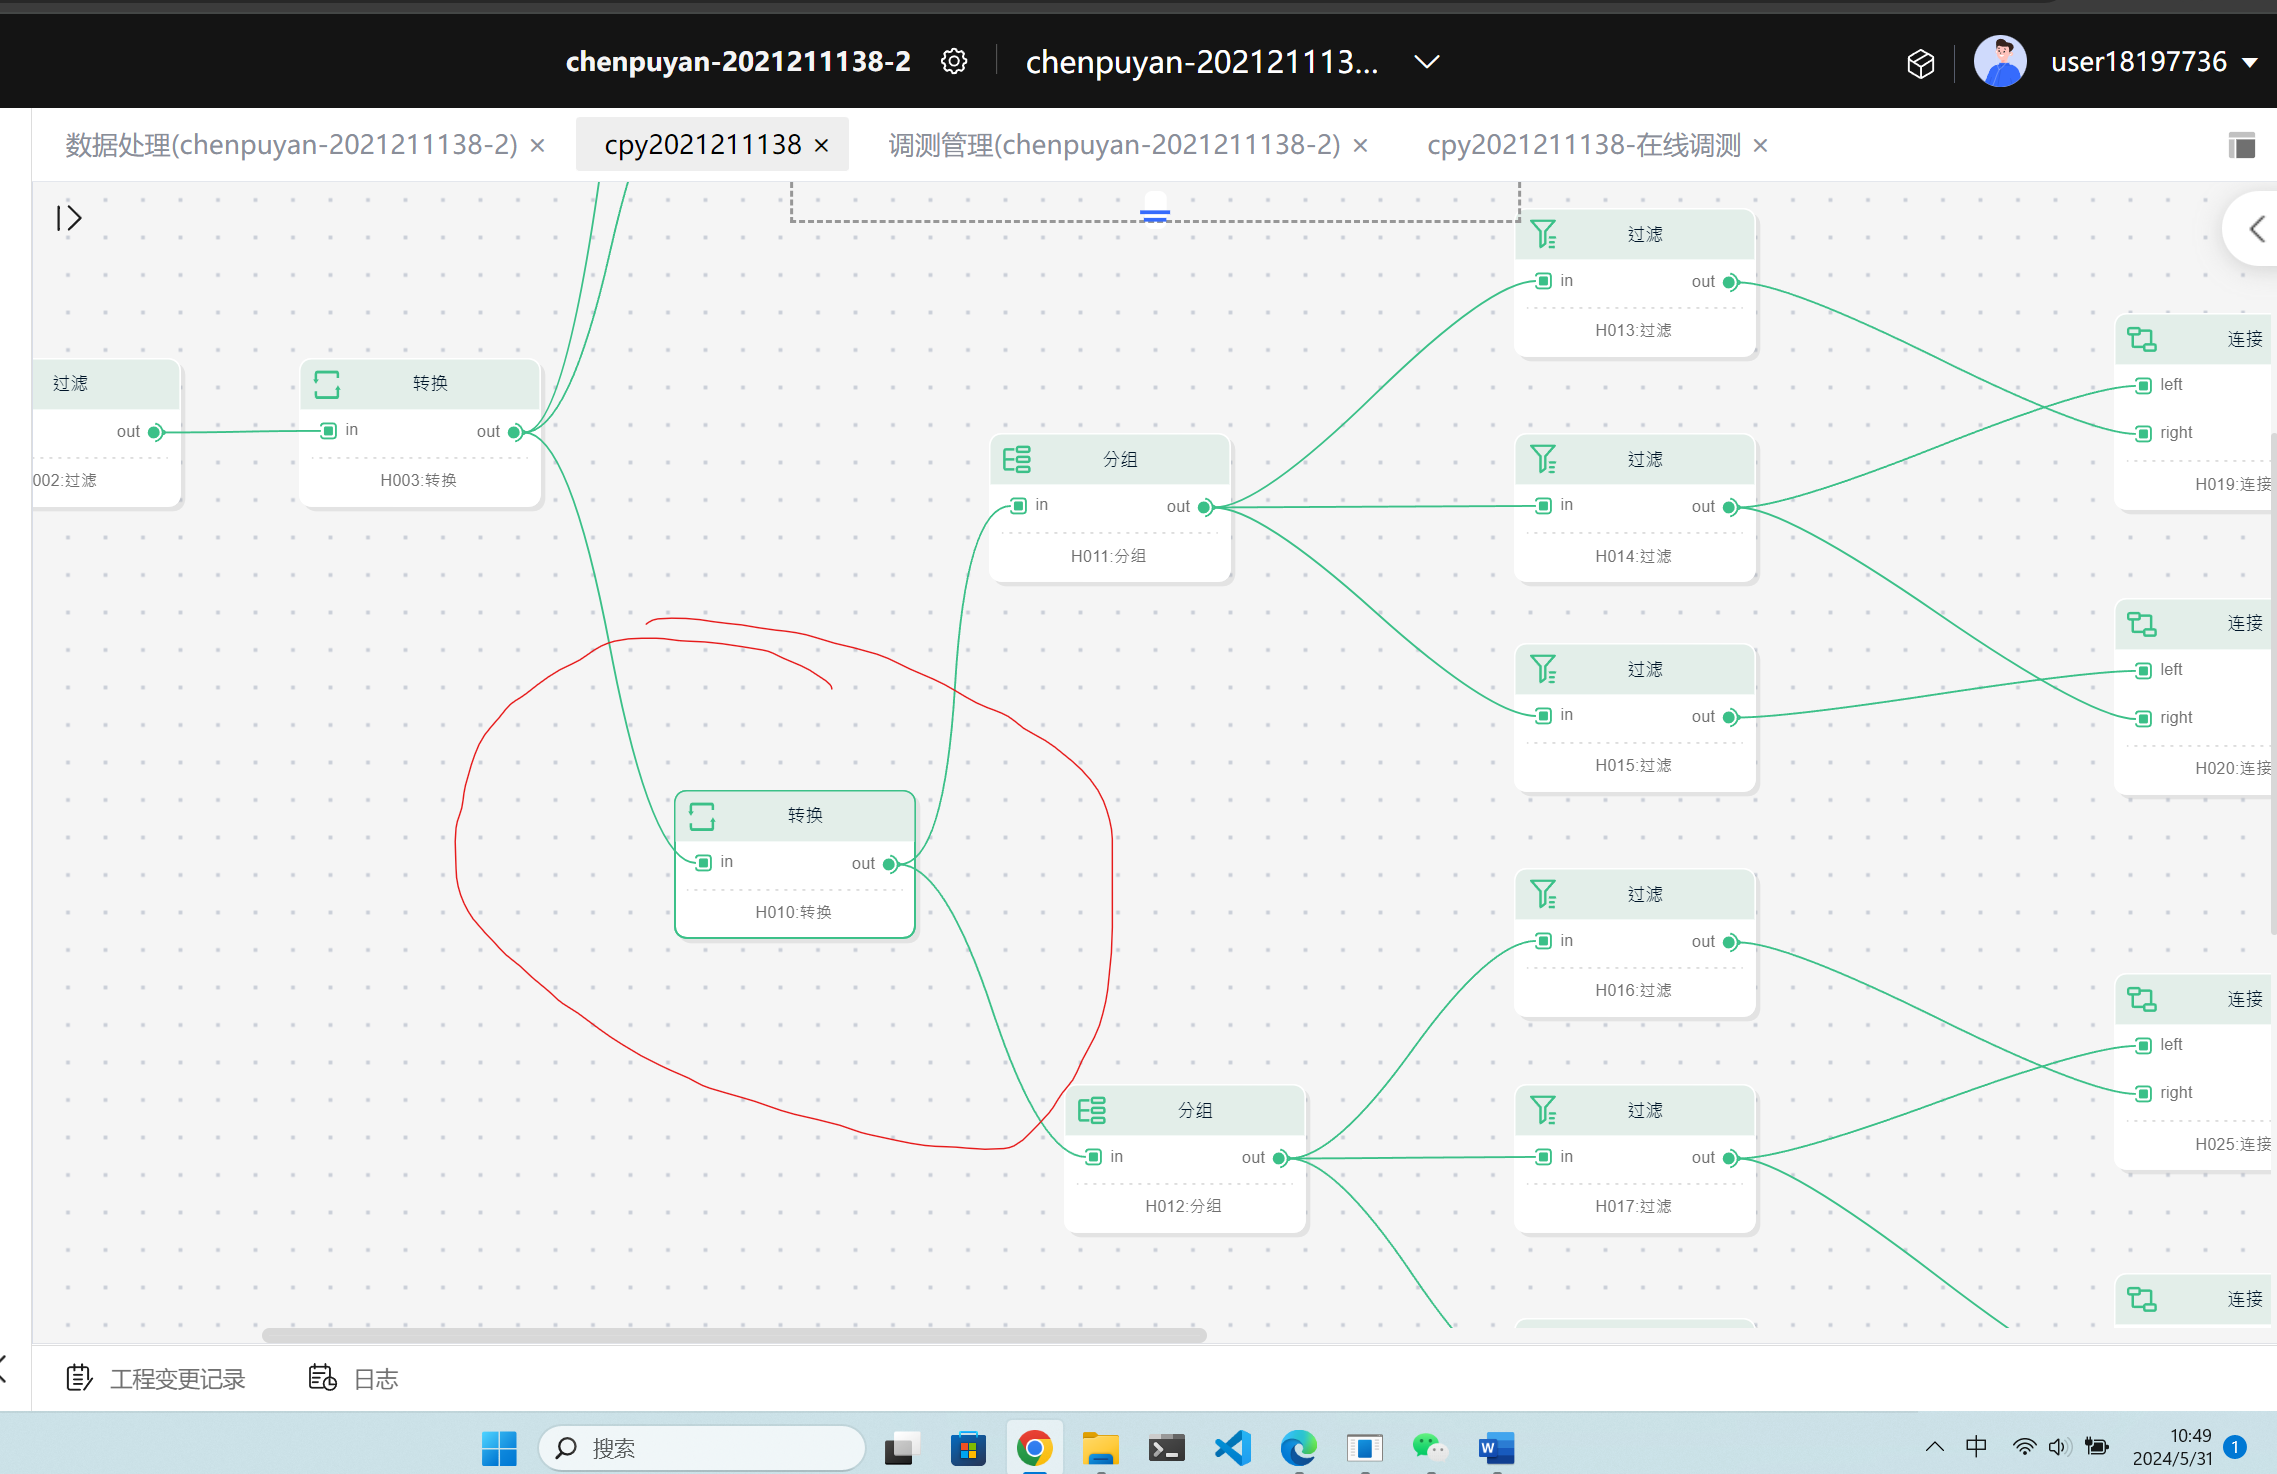 chenpuyan-2021211138-2 chenpuyan-202121113... user18197736
数据处理(chenpuyan-2021211138-2) × cpy2021211138 × 调测管理(chenpuyan-2021211138-2) × cpy2021211138-在线调测 ×
过滤
in out
H013:过滤
连接
left
right
H019:连接
过滤
out
002:过滤
转换
in out
H003:转换
分组
in out
H011:分组
过滤
in out
H014:过滤
连接
left
right
H020:连接
过滤
in out
H015:过滤
转换
in out
H010:转换
过滤
in out
H016:过滤
连接
left
right
H025:连接
分组
in out
H012:分组
过滤
in out
H017:过滤
连接
工程变更记录 日志
搜索
中
10:49
2024/5/31
1